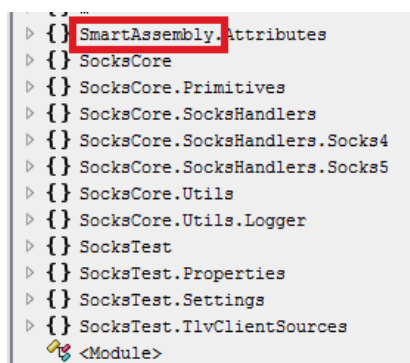 {} SmartAssembly.Attributes
{} SocksCore
{} SocksCore.Primitives
{} SocksCore.SocksHandlers
{} SocksCore.SocksHandlers.Socks4
{} SocksCore.SocksHandlers.Socks5
{} SocksCore.Utils
{} SocksCore.Utils.Logger
{} SocksTest
{} SocksTest.Properties
{} SocksTest.Settings
{} SocksTest.TlvClientSources
<Module>